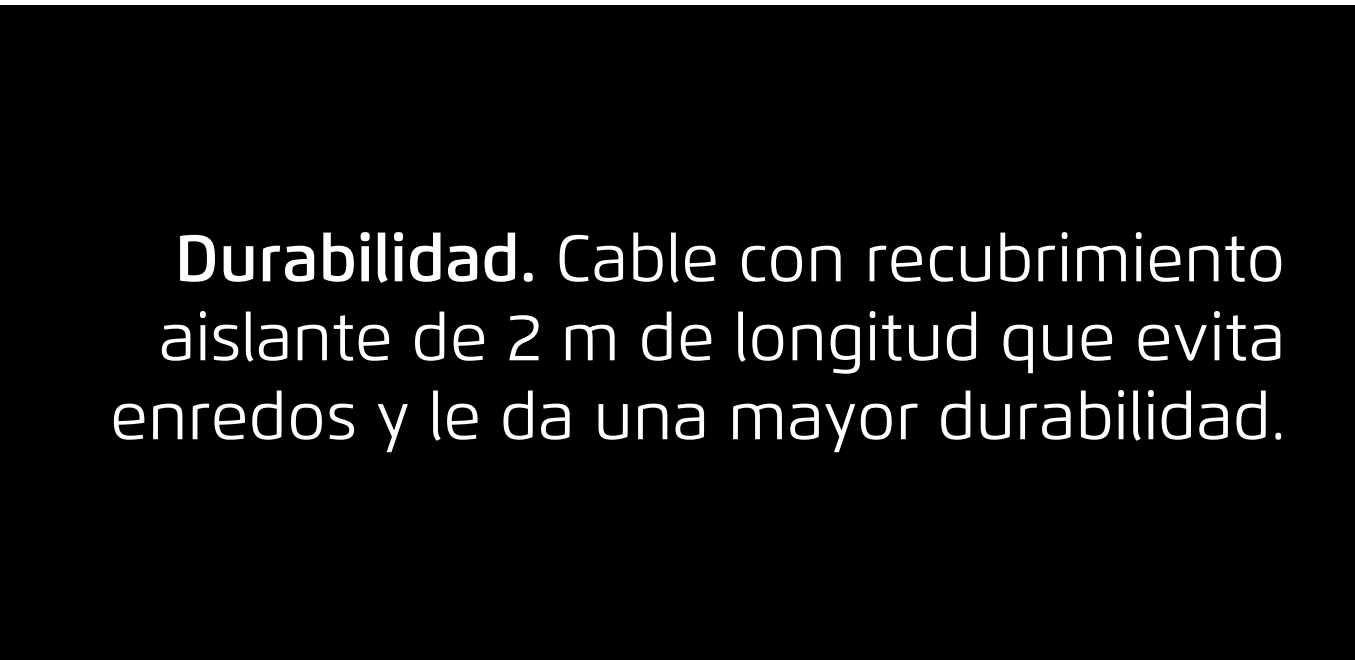 Durabilidad. Cable con recubrimiento
aislante de 2 m de longitud que evita
enredos y le da una mayor durabilidad.